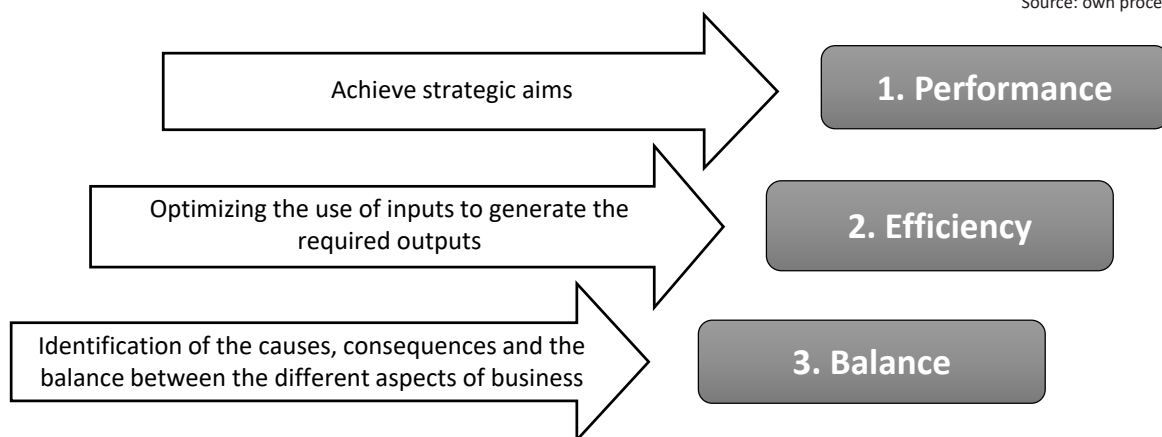 Source: own proce
Achieve strategic aims
1. Performance
Optimizing the use of inputs to generate the
required outputs
2. Efficiency
Identification of the causes, consequences and the
balance between the different aspects of business
3. Balance